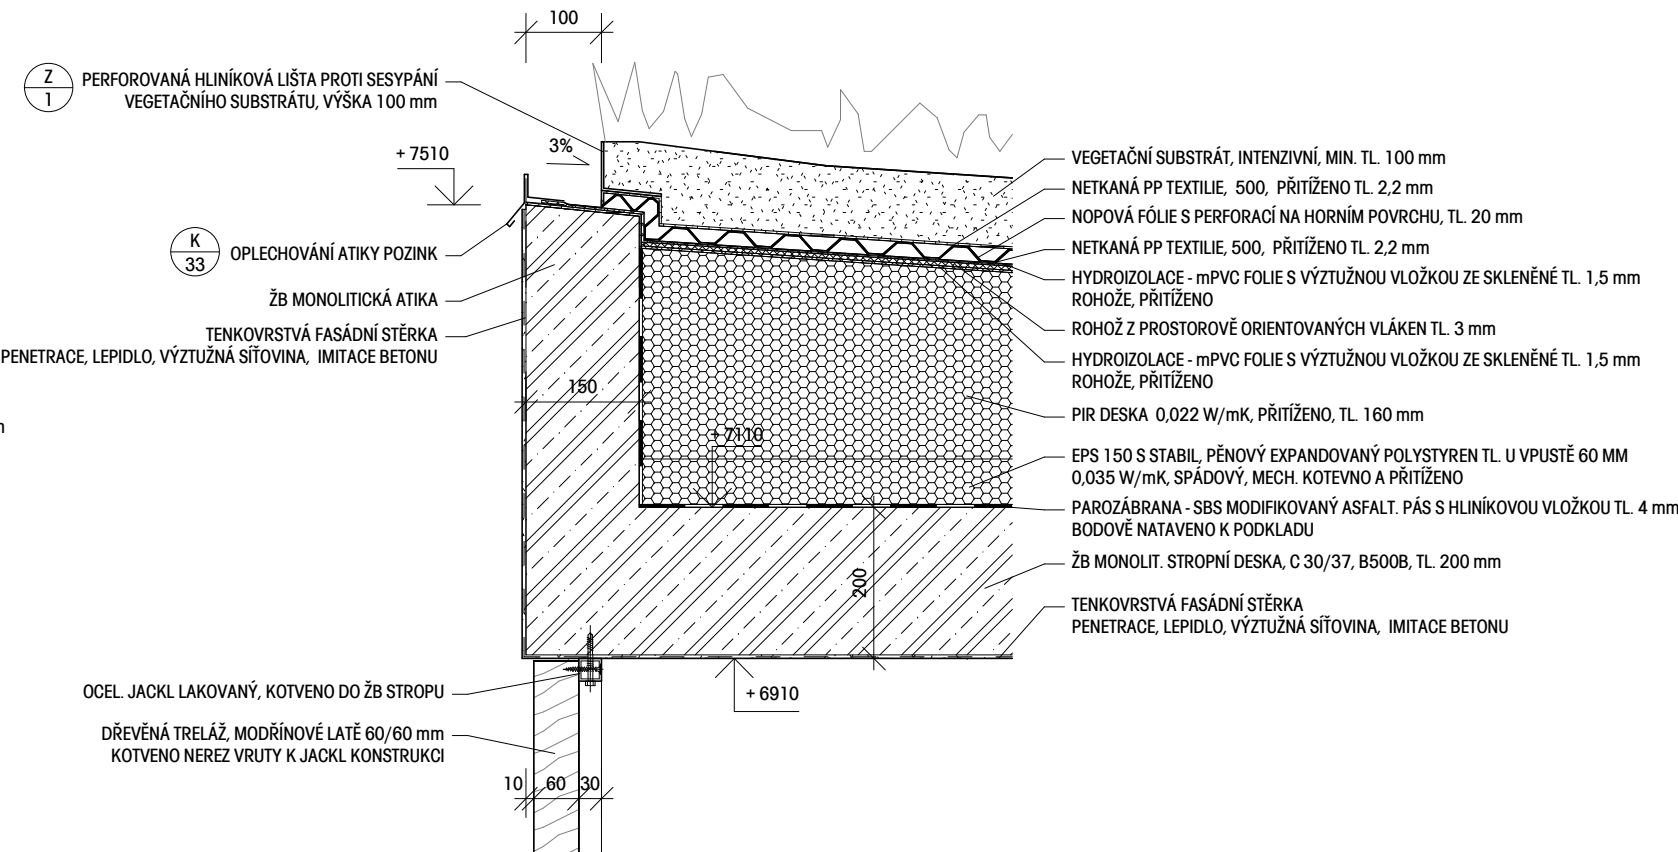 100
Z
1
PERFOROVANÁ HLINÍKOVÁ LIŠTA PROTI SESYPÁNÍ
VEGETAČNÍHO SUBSTRÁTU, VÝŠKA 100 mm
3%
+ 7510
K
33
OPLECHOVÁNÍ ATIKY POZINK
ŽB MONOLITICKÁ ATIKA
TENKOVRSTVÁ FASÁDNÍ STĚRKA
PENETRACE, LEPIDLO, VÝZTUŽNÁ SÍŤOVINA, IMITACE BETONU
150
+ 7110
200
+ 6910
OCEL. JACKL LAKOVANÝ, KOTVENO DO ŽB STROPU
DŘEVĚNÁ TRELÁŽ, MODŘÍNOVÉ LATĚ 60/60 mm
KOTVENO NEREZ VRUTY K JACKL KONSTRUKCI
10 60 30
VEGETAČNÍ SUBSTRÁT, INTENZIVNÍ, MIN. TL. 100 mm
NETKANÁ PP TEXTILIE, 500, PŘITÍŽENO TL. 2,2 mm
NOPOVÁ FÓLIE S PERFORACÍ NA HORNÍM POVRCHU, TL. 20 mm
NETKANÁ PP TEXTILIE, 500, PŘITÍŽENO TL. 2,2 mm
HYDROIZOLACE - mPVC FOLIE S VÝZTUŽNOU VLOŽKOU ZE SKLENĚNÉ TL. 1,5 mm
ROHOŽE, PŘITÍŽENO
ROHOŽ Z PROSTOROVĚ ORIENTOVANÝCH VLÁKEN TL. 3 mm
HYDROIZOLACE - mPVC FOLIE S VÝZTUŽNOU VLOŽKOU ZE SKLENĚNÉ TL. 1,5 mm
ROHOŽE, PŘITÍŽENO
PIR DESKA 0,022 W/mK, PŘITÍŽENO, TL. 160 mm
EPS 150 S STABIL, PĚNOVÝ EXPANDOVANÝ POLYSTYREN TL. U VPUSTĚ 60 MM
0,035 W/mK, SPÁDOVÝ, MECH. KOTEVNO A PŘITÍŽENO
PAROZÁBRANA - SBS MODIFIKOVANÝ ASFALT. PÁS S HLINÍKOVOU VLOŽKOU TL. 4 mm
BODOVĚ NATAVENO K PODKLADU
ŽB MONOLIT. STROPNÍ DESKA, C 30/37, B500B, TL. 200 mm
TENKOVRSTVÁ FASÁDNÍ STĚRKA
PENETRACE, LEPIDLO, VÝZTUŽNÁ SÍŤOVINA, IMITACE BETONU